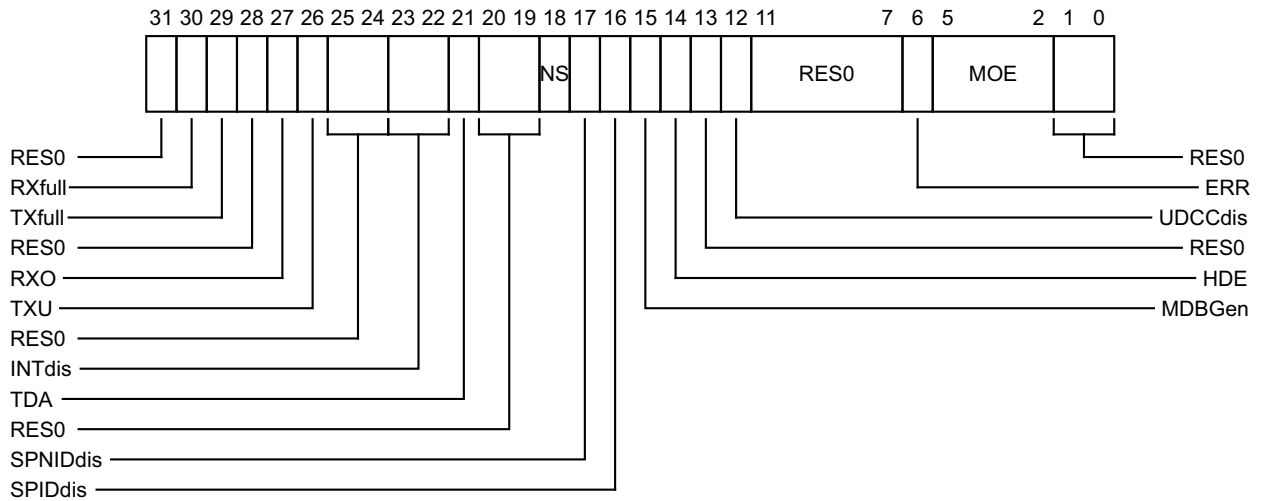 31 30 29 28 27 26 25 24 23 22 21 20 19 18 17 16 15 14 13 12 11 7 6 5 2 1 0
NS RES0 MOE
RES0 RES0
RXfull ERR
TXfull UDCCdis
RES0 RES0
RXO HDE
TXU MDBGen
RES0
INTdis
TDA
RES0
SPNIDdis
SPIDdis